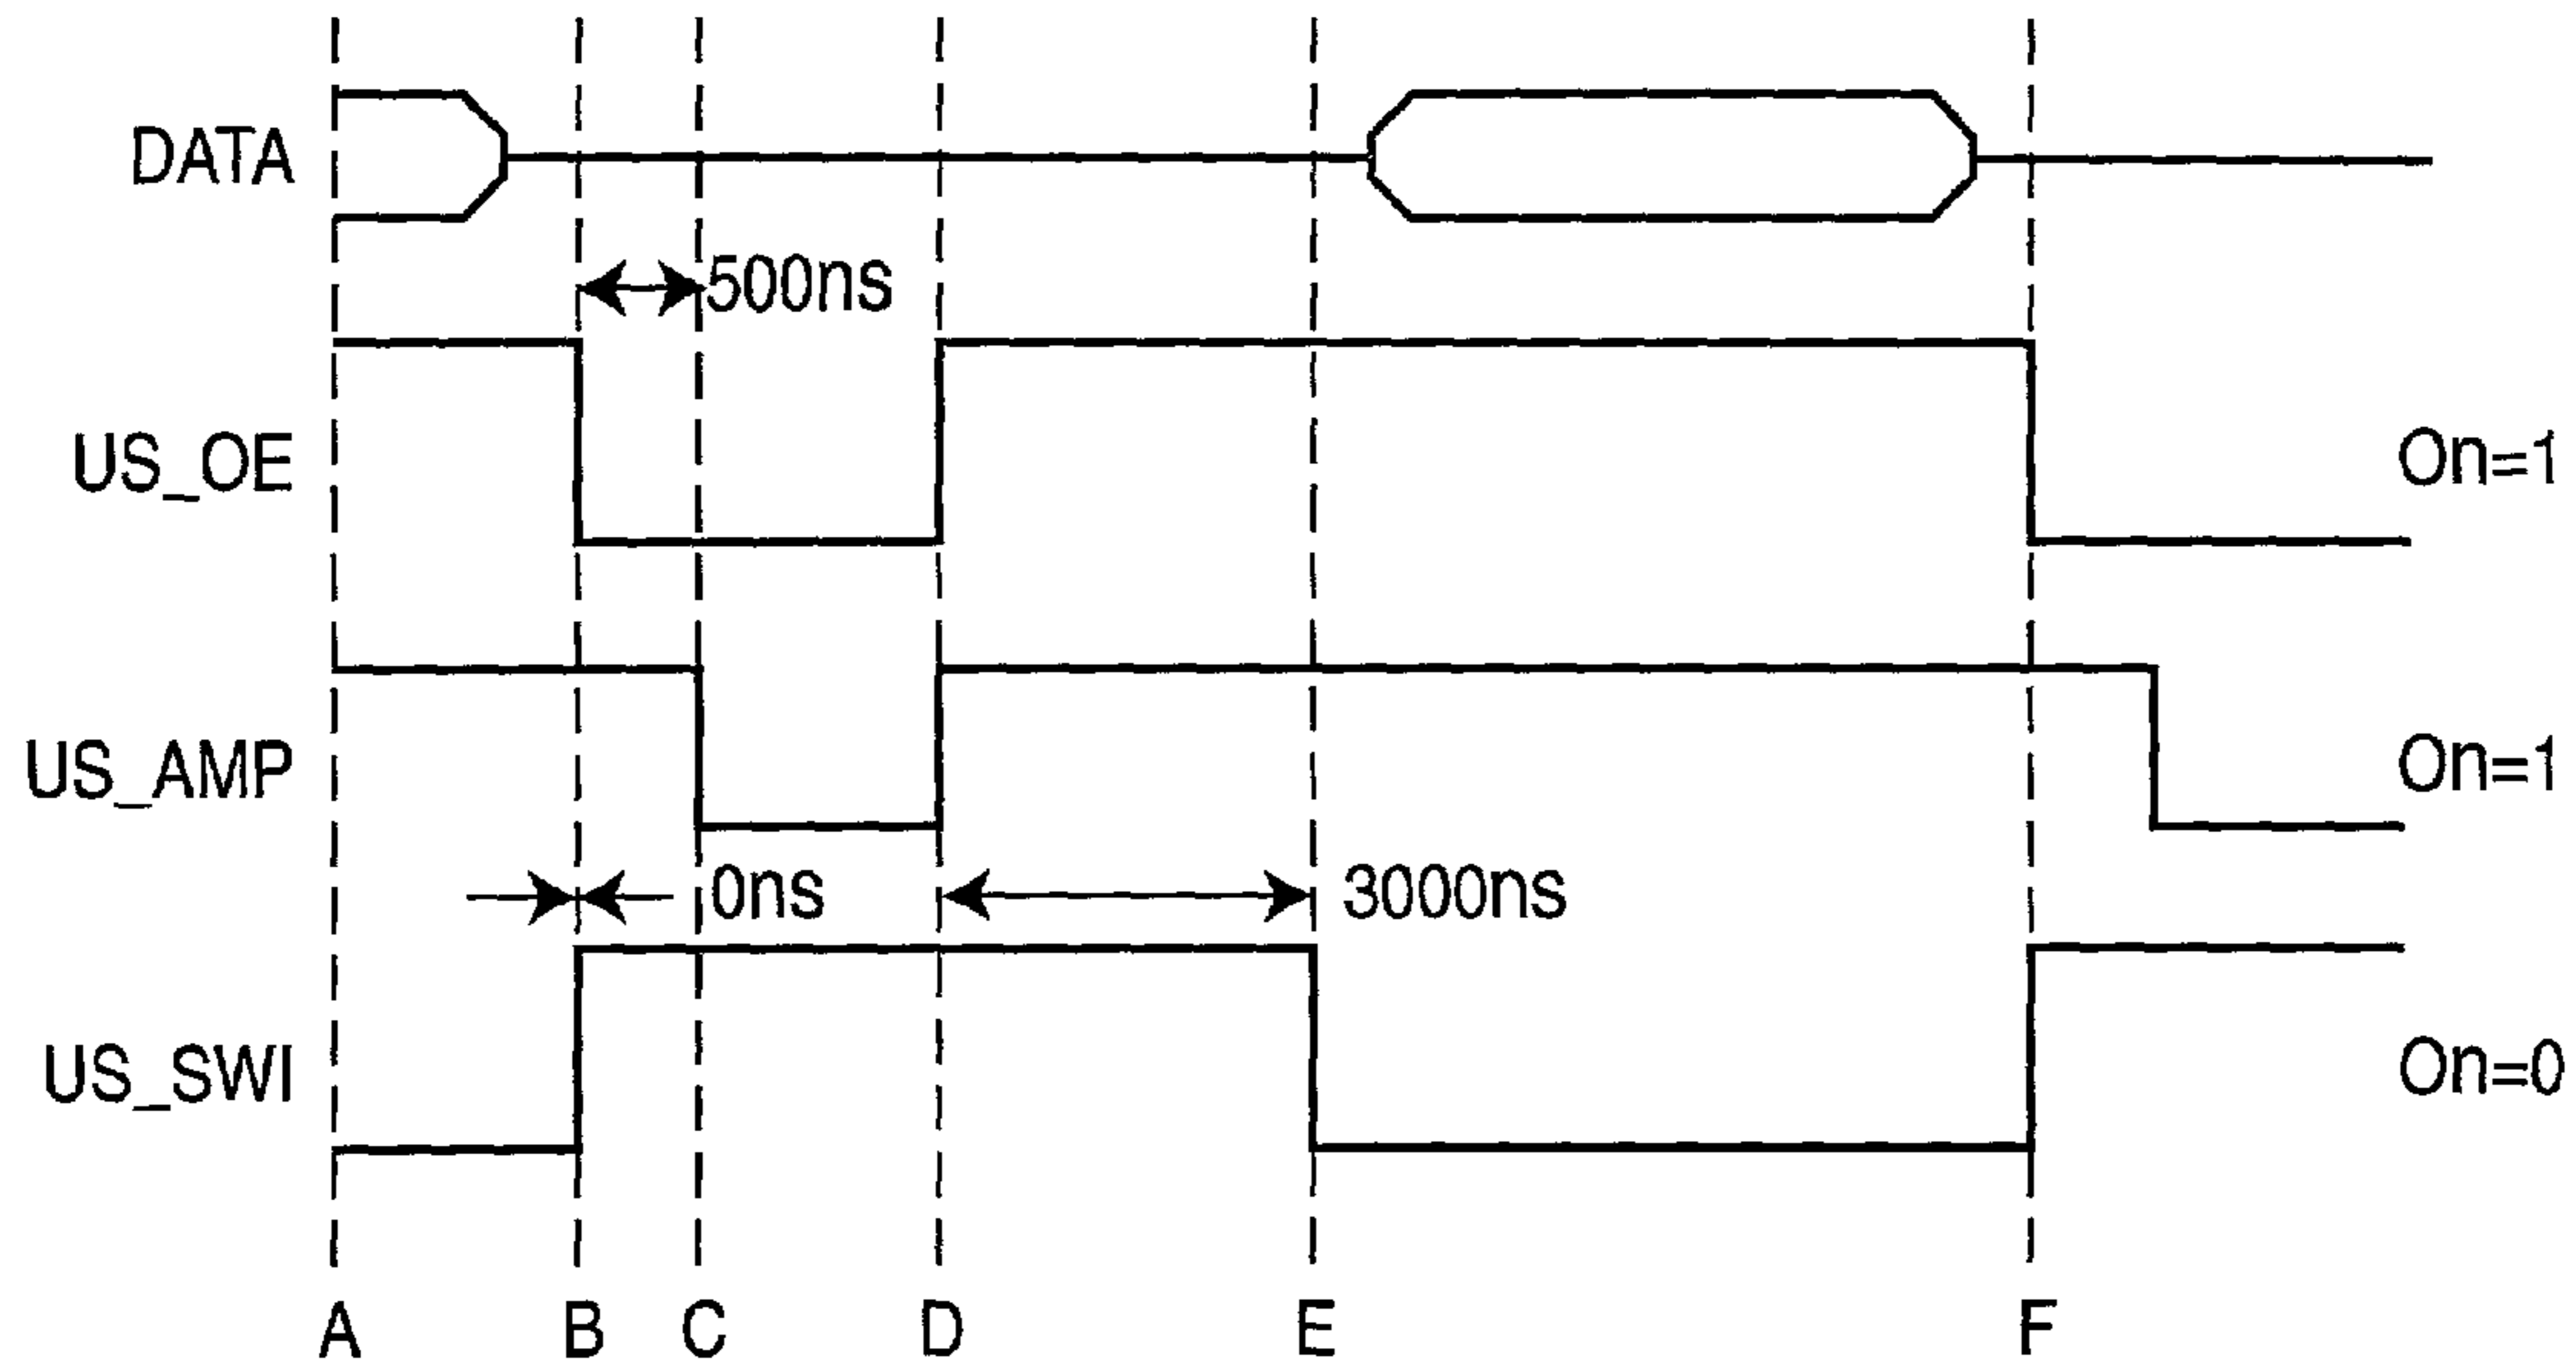 DATA
500ns
US_OE
On=1
US_AMP
On=1
0ns
3000ns
US_SWI
On=0
A B C D E F